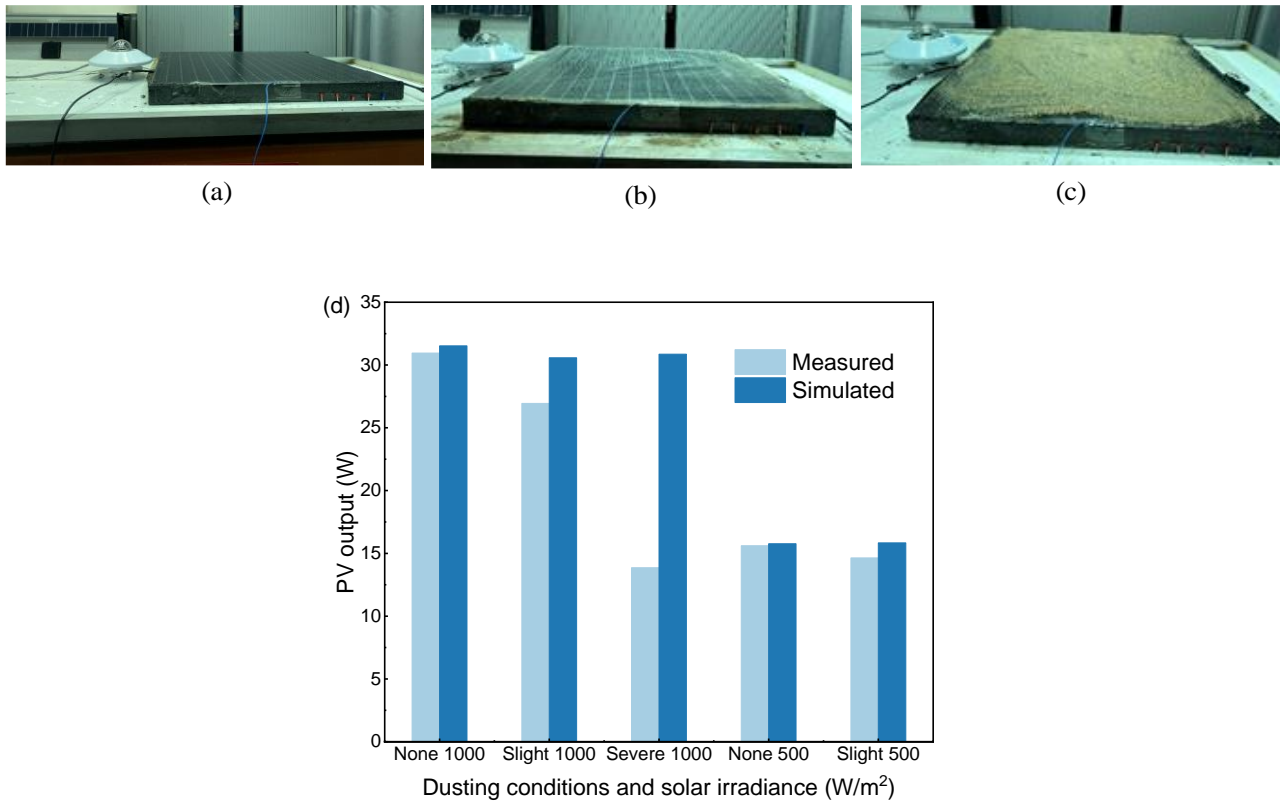 (a)
(b)
(c)
(d)
35
30
25
20
15
10
5
0
PV output (W)
Measured
Simulated
None 1000 Slight 1000 Severe 1000 None 500 Slight 500
Dusting conditions and solar irradiance (W/m²)